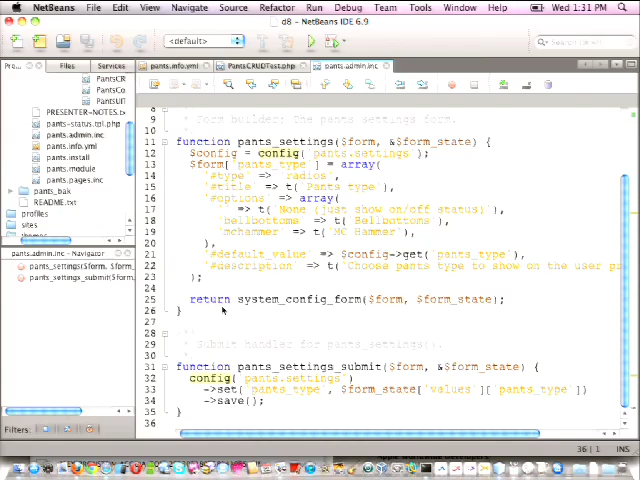 NetBeans File Edit View Navigate Source Refactor Run Debug Team Tools Window Help Wed 1:31 PM
d8 - NetBeans IDE 6.9
<default>
Pro... Files Services
pants.info.yml PantsCRUDTest.php pants.admin.inc
PantsCR
PantsCo
PantsUIT
PRESENTER-NOTES.tx
pants-status.tpl.php
pants.admin.inc
pants.info.yml
pants.install
pants.module
pants.pages.inc
pants_bak
README.txt
profiles
sites
themes
pants.admin.inc - Navigator
pants_settings($form, &$form_
pants_settings_submit($form,
8
9 * Form builder; The pants settings form.
10 */
11 function pants_settings($form, &$form_state) {
12 $config = config('pants.settings');
13 $form['pants_type'] = array(
14 '#type' => 'radios',
15 '#title' => t('Pants type'),
16 '#options' => array(
17 '' => t('None (just show on/off status)'),
18 'bellbottoms' => t('Bellbottoms'),
19 'mchammer' => t('MC Hammer'),
20 ),
21 '#default_value' => $config->get('pants_type'),
22 '#description' => t('Choose pants type to show on the user p
23 );
24
25 return system_config_form($form, $form_state);
26 }
27
28 /**
29 * Submit handler for pants_settings().
30 */
31 function pants_settings_submit($form, &$form_state) {
32 config('pants.settings')
33 ->set('pants_type', $form_state['values']['pants_type'])
34 ->save();
35 }
36
36 | 1 INS
Apple Worldwide Developers